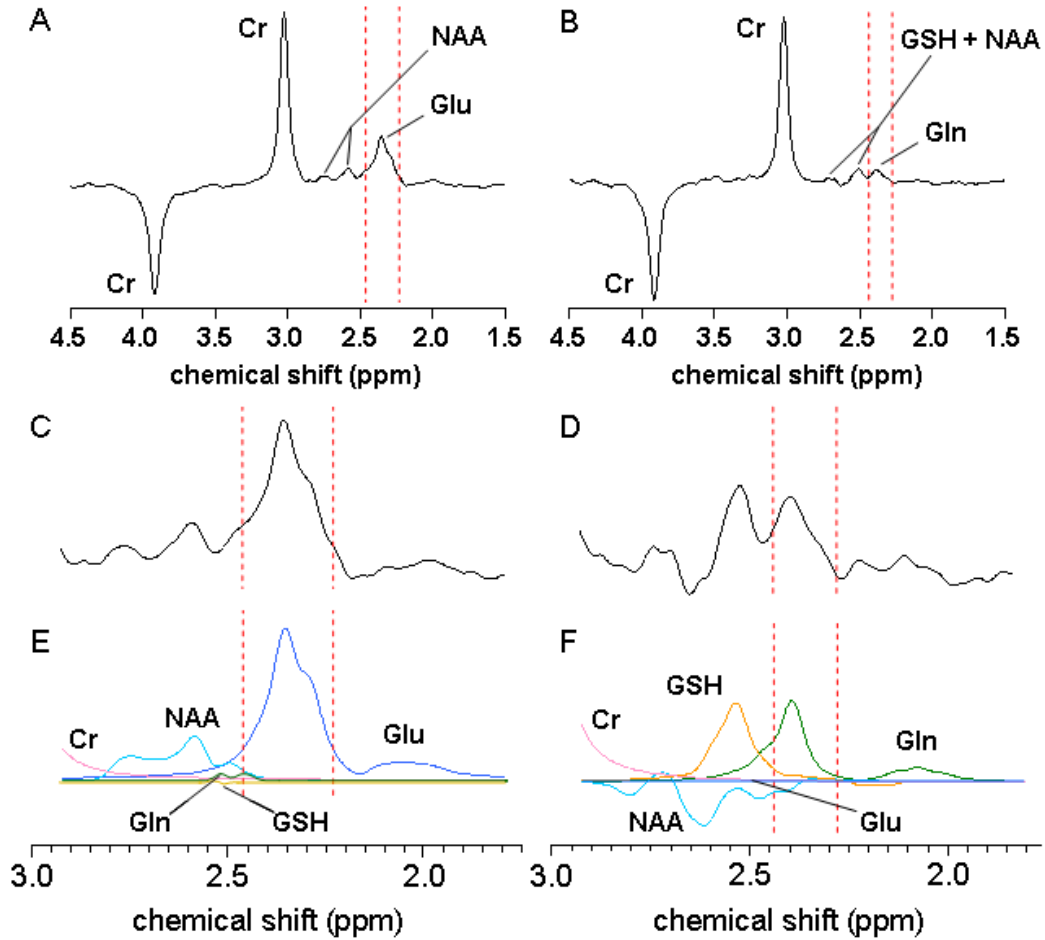 A
Cr
NAA
Glu
Cr
4.5 4.0 3.5 3.0 2.5 2.0 1.5
chemical shift (ppm)
B
Cr
GSH + NAA
Gln
Cr
4.5 4.0 3.5 3.0 2.5 2.0 1.5
chemical shift (ppm)
C
D
E
Cr
NAA
Glu
Gln
GSH
3.0 2.5 2.0
chemical shift (ppm)
F
GSH
Cr
Gln
NAA
Glu
3.0 2.5 2.0
chemical shift (ppm)